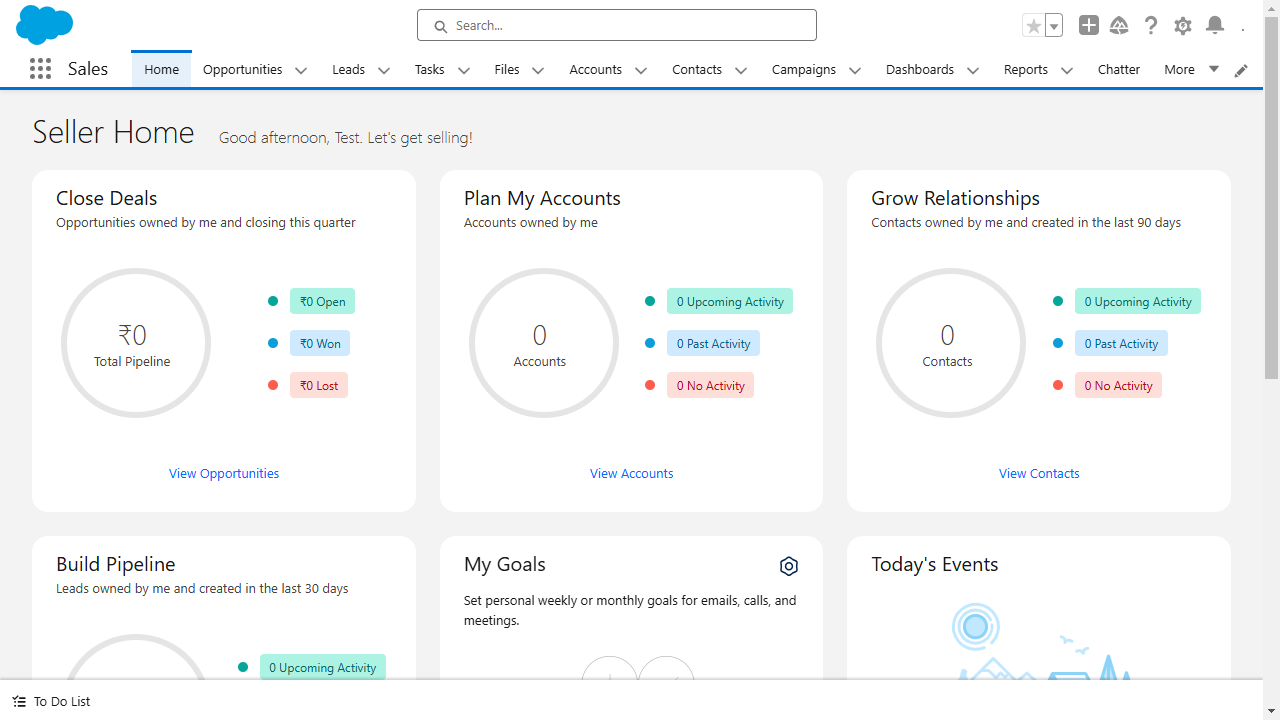 Search...
Sales
Home
Opportunities
Leads
Tasks
Files
Accounts
Contacts
Campaigns
Dashboards
Reports
Chatter
More
Seller Home
Good afternoon, Test. Let's get selling!
Close Deals
Opportunities owned by me and closing this quarter
₹0
Total Pipeline
₹0 Open
₹0 Won
₹0 Lost
View Opportunities
Plan My Accounts
Accounts owned by me
0
Accounts
0 Upcoming Activity
0 Past Activity
0 No Activity
View Accounts
Grow Relationships
Contacts owned by me and created in the last 90 days
0
Contacts
0 Upcoming Activity
0 Past Activity
0 No Activity
View Contacts
Build Pipeline
Leads owned by me and created in the last 30 days
0 Upcoming Activity
My Goals
Set personal weekly or monthly goals for emails, calls, and
meetings.
Today's Events
To Do List